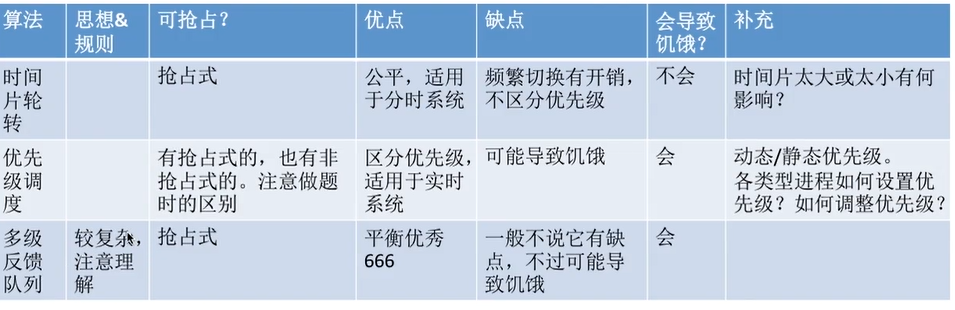 算法
思想&
规则
可抢占？
优点
缺点
会导致
饥饿？
补充
时间
片轮
转
抢占式
公平，适用
于分时系统
频繁切换有开销，
不区分优先级
不会
时间片太大或太小有何
影响？
优先
级调
度
有抢占式的，也有非
抢占式的。注意做题
时的区别
区分优先级，
适用于实时
系统
可能导致饥饿
会
动态/静态优先级。
各类型进程如何设置优
先级？如何调整优先级？
多级
反馈
队列
较复杂，
注意理
解
抢占式
平衡优秀
666
一般不说它有缺
点，不过可能导
致饥饿
会